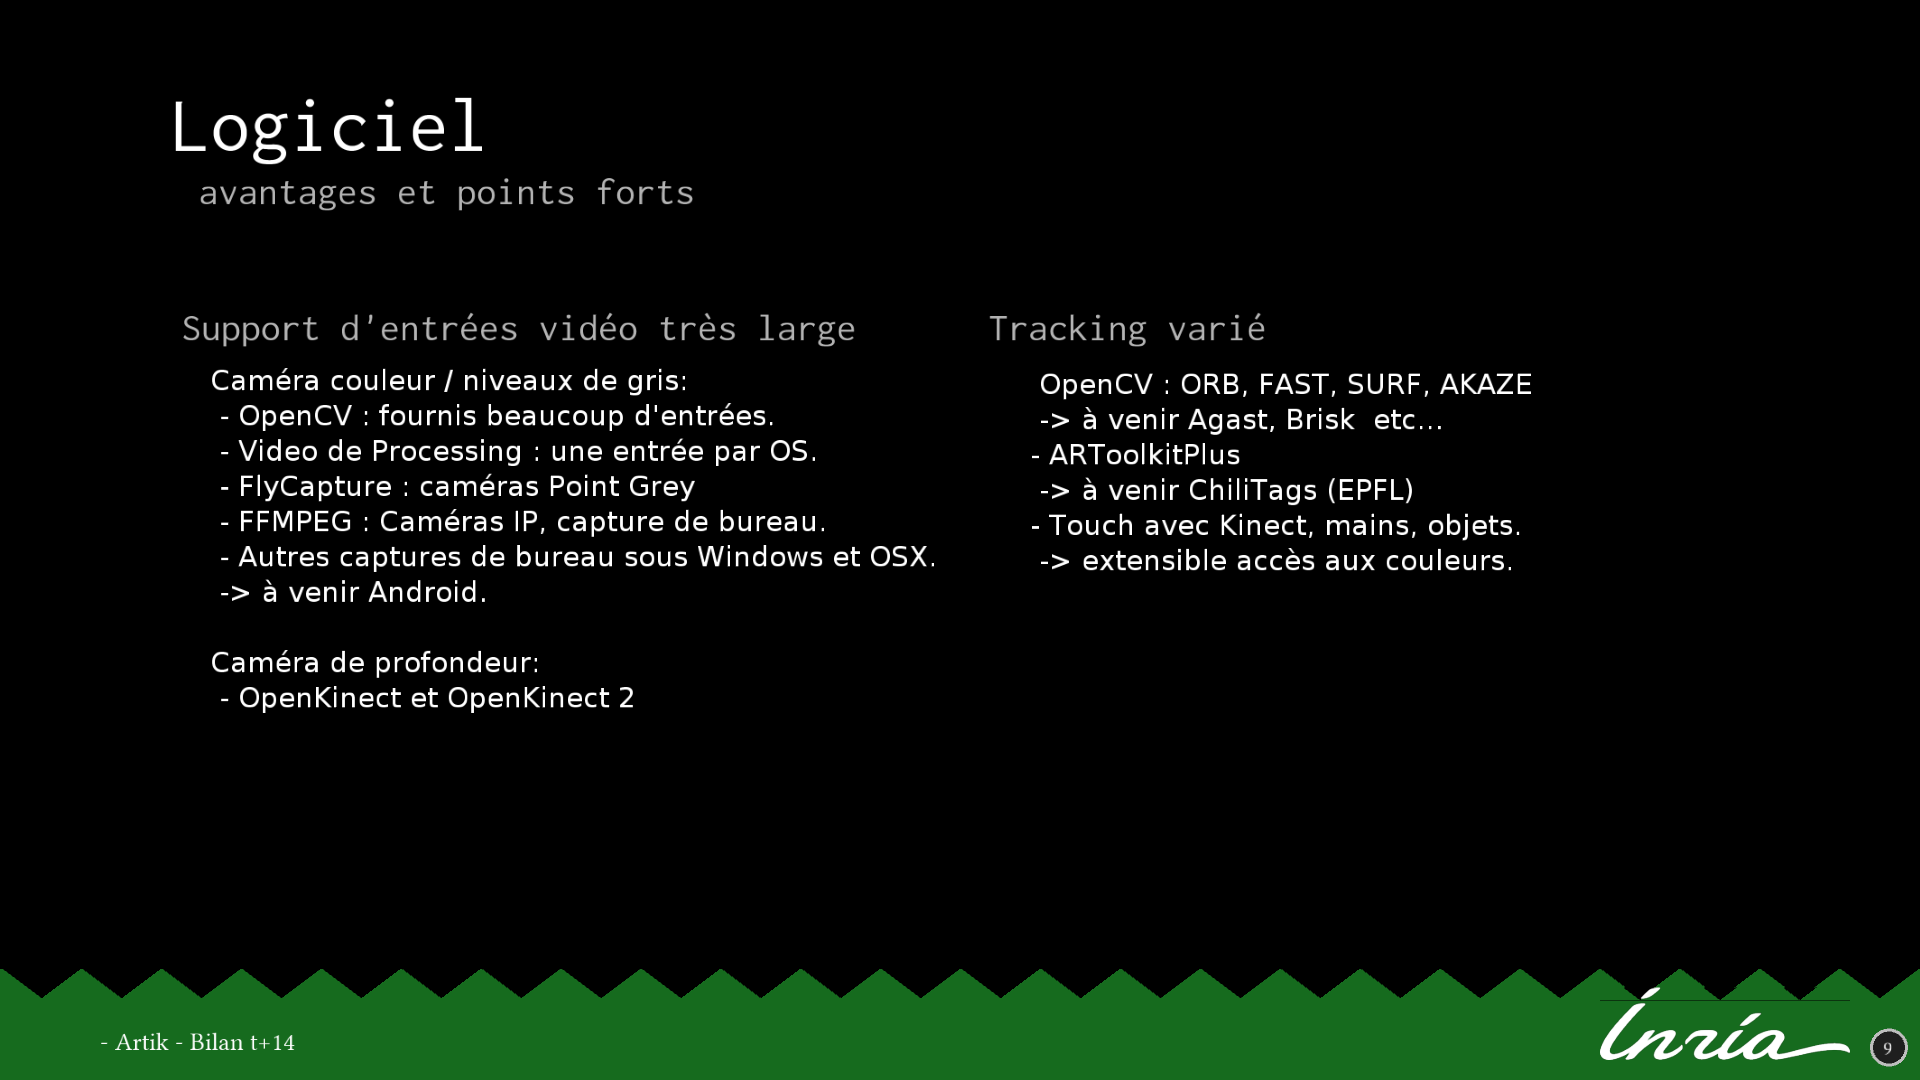 Logiciel
avantages et points forts
Support d'entrées vidéo très large
Caméra couleur / niveaux de gris:
- OpenCV : fournis beaucoup d'entrées.
- Video de Processing : une entrée par OS.
- FlyCapture : caméras Point Grey
- FFMPEG : Caméras IP, capture de bureau.
- Autres captures de bureau sous Windows et OSX.
-> à venir Android.
Caméra de profondeur:
- OpenKinect et OpenKinect 2
Tracking varié
OpenCV : ORB, FAST, SURF, AKAZE
-> à venir Agast, Brisk  etc...
- ARToolkitPlus
-> à venir ChiliTags (EPFL)
- Touch avec Kinect, mains, objets.
-> extensible accès aux couleurs.
- Artik - Bilan t+14
Inría
9